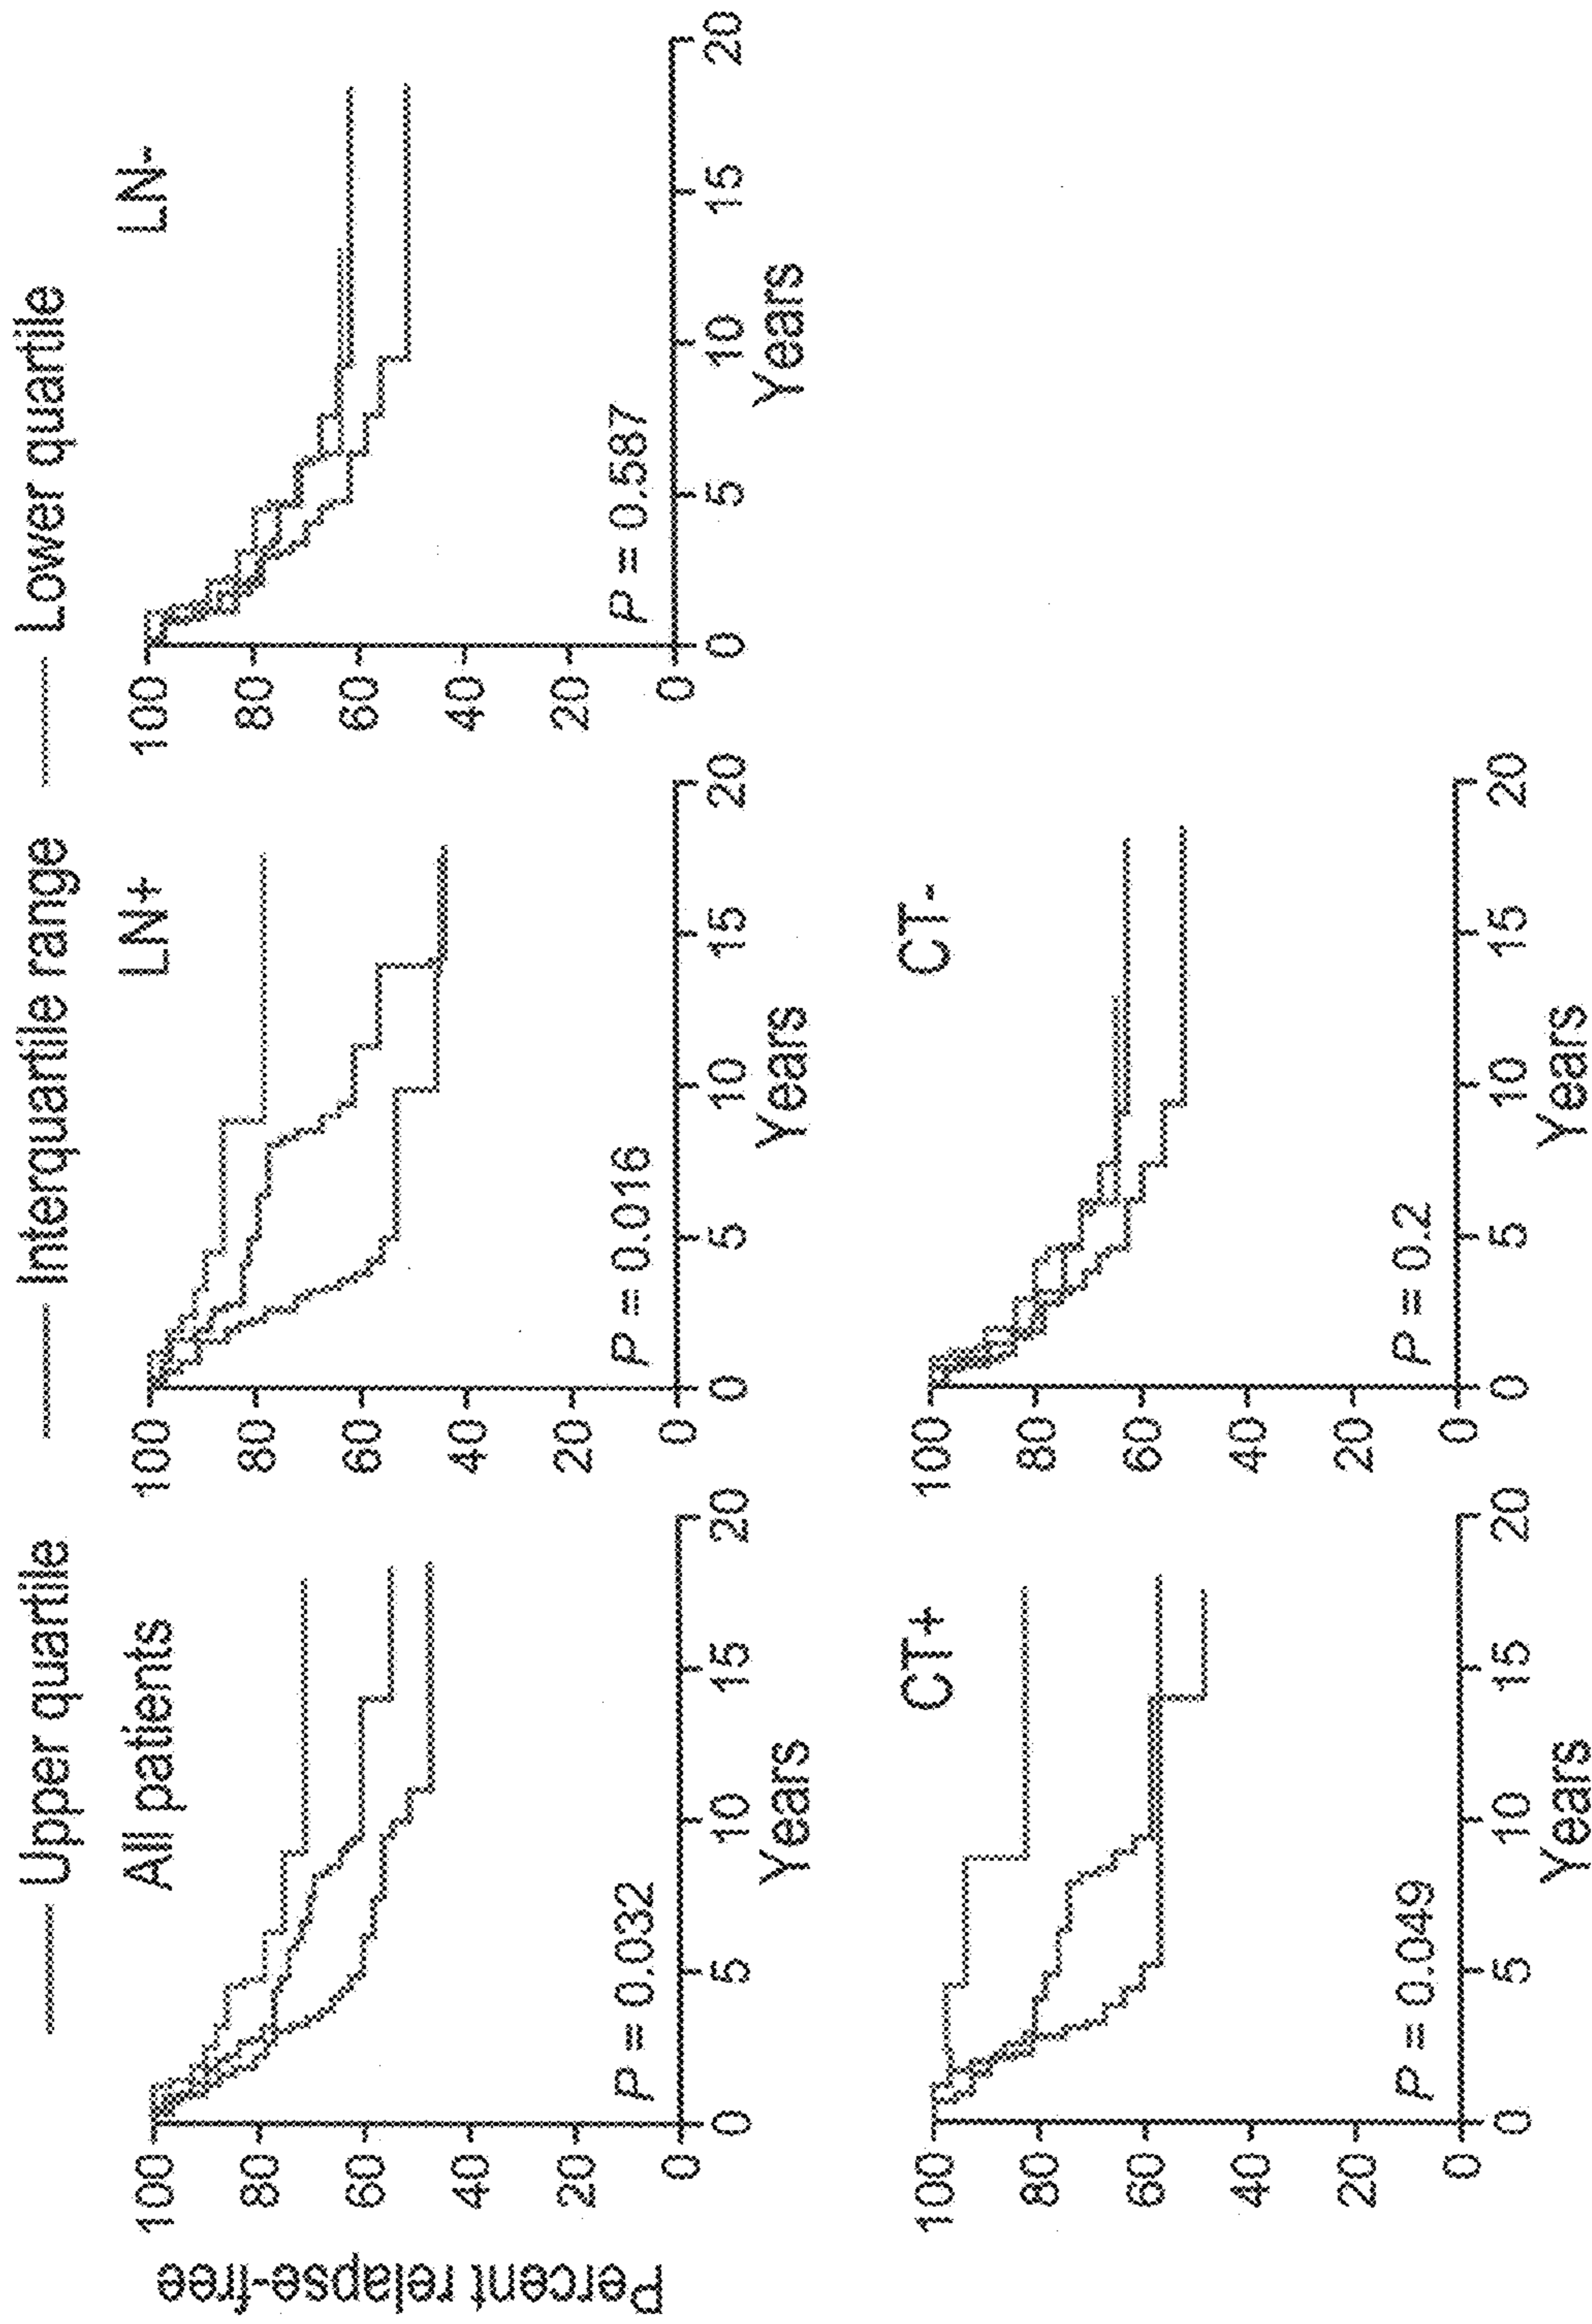 Upper quartile Interquartile range Lower quartile
All patients LN+ LN-
Percent relapse-free
100 100 100
80 80 80
60 60 60
40 40 40
20 20 20
0 0 0
P = 0.032 P = 0.016 P = 0.587
0 5 10 15 20 0 5 10 15 20 0 5 10 15 20
Years Years Years
CT+ CT-
100 100
80 80
60 60
40 40
20 20
0 0
P = 0.049 P = 0.2
0 5 10 15 20 0 5 10 15 20
Years Years